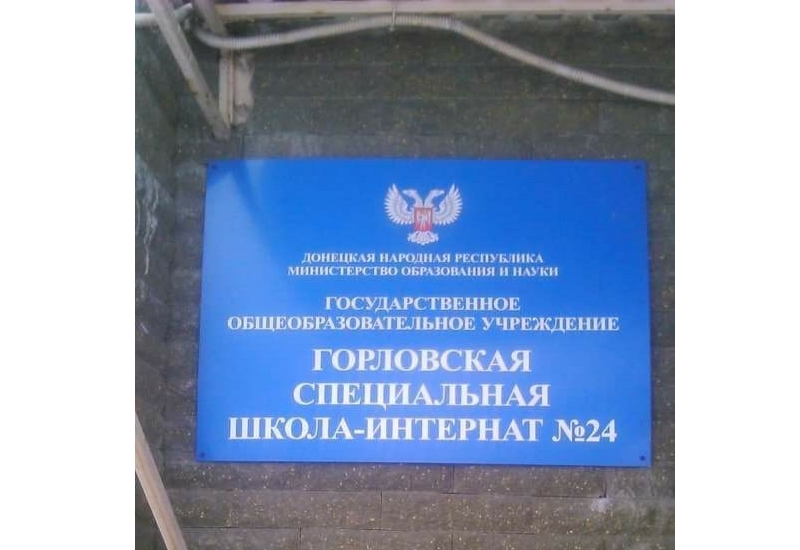 ДОНЕЦКАЯ НАРОДНАЯ РЕСПУБЛИКА
МИНИСТЕРСТВО ОБРАЗОВАНИЯ И НАУКИ
ГОСУДАРСТВЕННОЕ
ОБЩЕОБРАЗОВАТЕЛЬНОЕ УЧРЕЖДЕНИЕ
ГОРЛОВСКАЯ
СПЕЦИАЛЬНАЯ
ШКОЛА-ИНТЕРНАТ №24